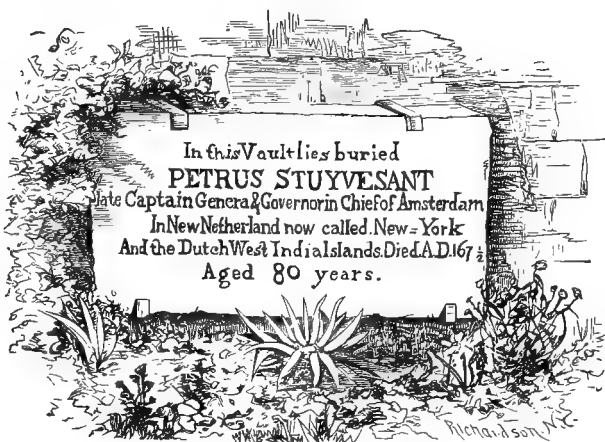 In this Vault lies buried
PETRUS STUYVESANT
late Captain General & Governor in Chief of Amsterdam
In New Netherland now called New=York
And the Dutch West India Islands. Died. A.D. 167½
Aged 80 years.
Richardson. N.Y.